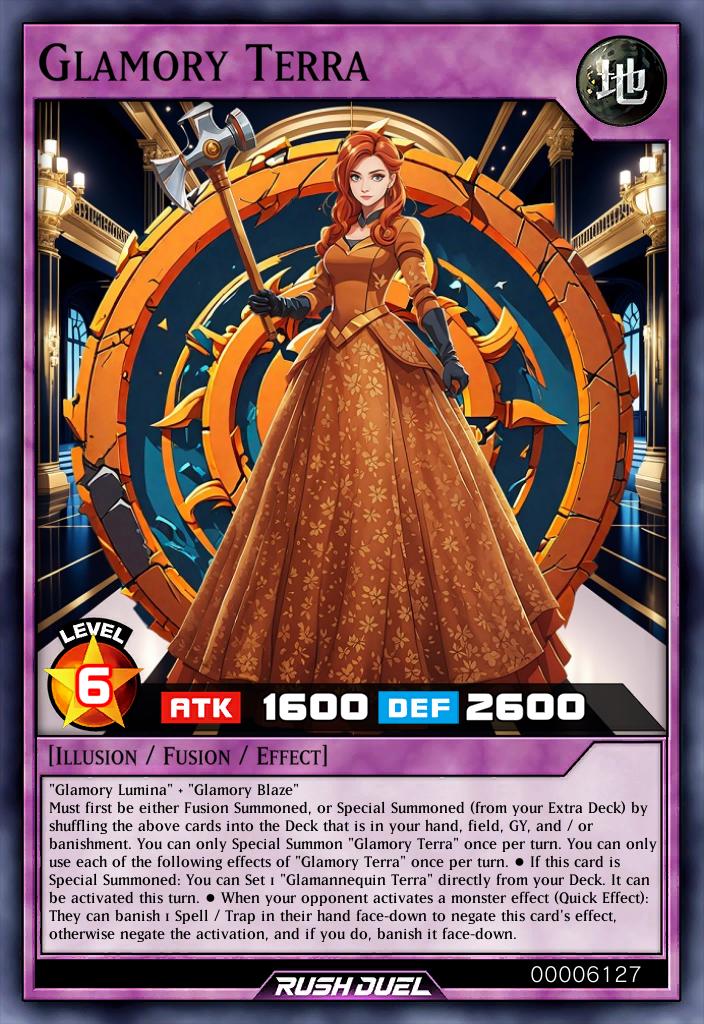 Glamory Terra
地
LEVEL
6
ATK 1600 DEF 2600
[Illusion / Fusion / Effect]
"Glamory Lumina" + "Glamory Blaze"
Must first be either Fusion Summoned, or Special Summoned (from your Extra Deck) by
shuffling the above cards into the Deck that is in your hand, field, GY, and / or
banishment. You can only Special Summon "Glamory Terra" once per turn. You can only
use each of the following effects of "Glamory Terra" once per turn. ● If this card is
Special Summoned: You can Set 1 "Glamannequin Terra" directly from your Deck. It can
be activated this turn. ● When your opponent activates a monster effect (Quick Effect):
They can banish 1 Spell / Trap in their hand face-down to negate this card's effect,
otherwise negate the activation, and if you do, banish it face-down.
00006127
RUSH DUEL